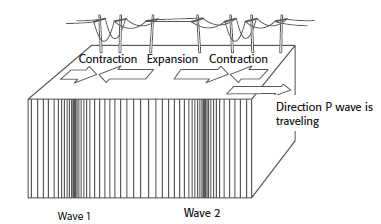 Contraction Expansion Contraction
Direction P wave is
traveling
Wave 1 Wave 2